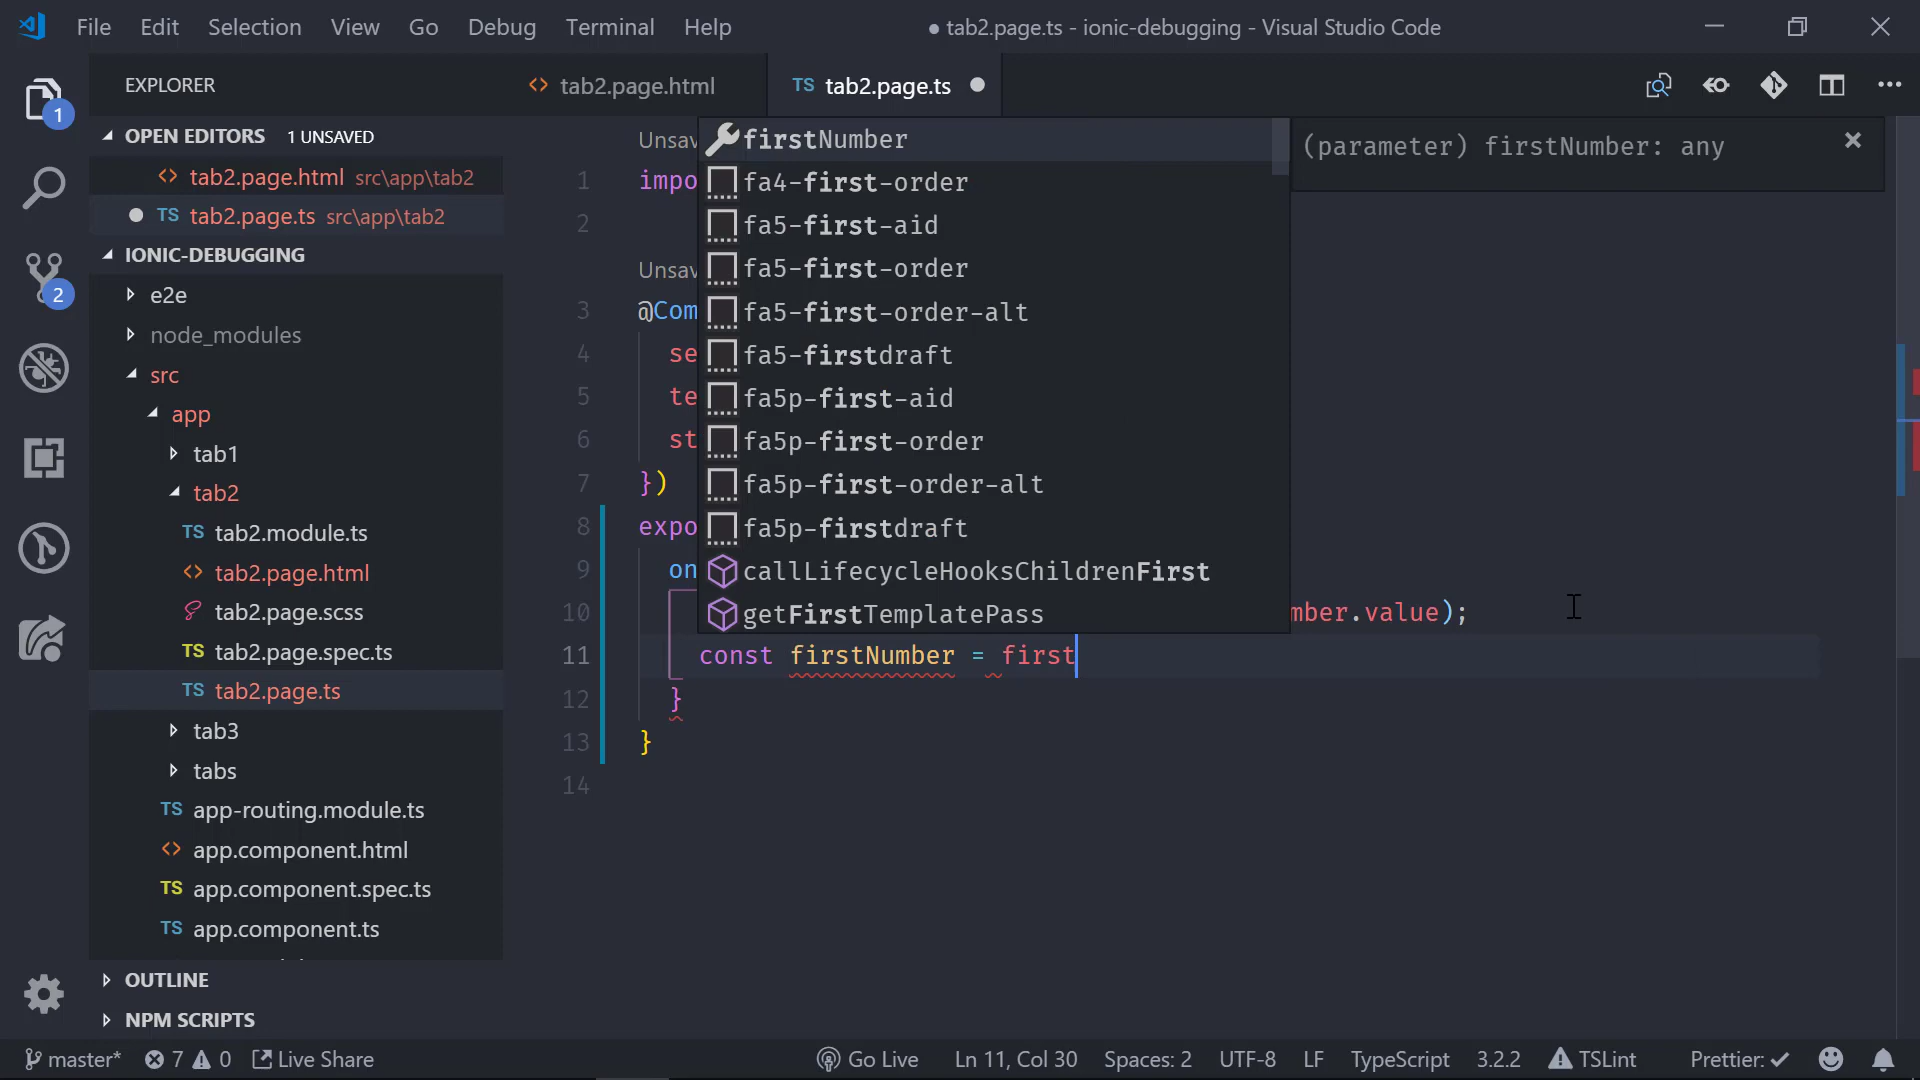 File Edit Selection View Go Debug Terminal Help
● tab2.page.ts - ionic-debugging - Visual Studio Code
EXPLORER
<> tab2.page.html
TS tab2.page.ts
1
OPEN EDITORS 1 UNSAVED
<> tab2.page.html src\app\tab2
TS tab2.page.ts src\app\tab2
IONIC-DEBUGGING
2
e2e
node_modules
src
app
tab1
tab2
TS tab2.module.ts
<> tab2.page.html
tab2.page.scss
TS tab2.page.spec.ts
TS tab2.page.ts
tab3
tabs
TS app-routing.module.ts
<> app.component.html
TS app.component.spec.ts
TS app.component.ts
OUTLINE
NPM SCRIPTS
Unsav
1 impo
2
Unsav
3 @Com
4 se
5 te
6 st
7 })
8 expo
9 on
10 mber.value);
11 const firstNumber = first
12 }
13 }
14
firstNumber
fa4-first-order
fa5-first-aid
fa5-first-order
fa5-first-order-alt
fa5-firstdraft
fa5p-first-aid
fa5p-first-order
fa5p-first-order-alt
fa5p-firstdraft
callLifecycleHooksChildrenFirst
getFirstTemplatePass
(parameter) firstNumber: any
master* 7 0 Live Share
Go Live Ln 11, Col 30 Spaces: 2 UTF-8 LF TypeScript 3.2.2 TSLint Prettier: ✓